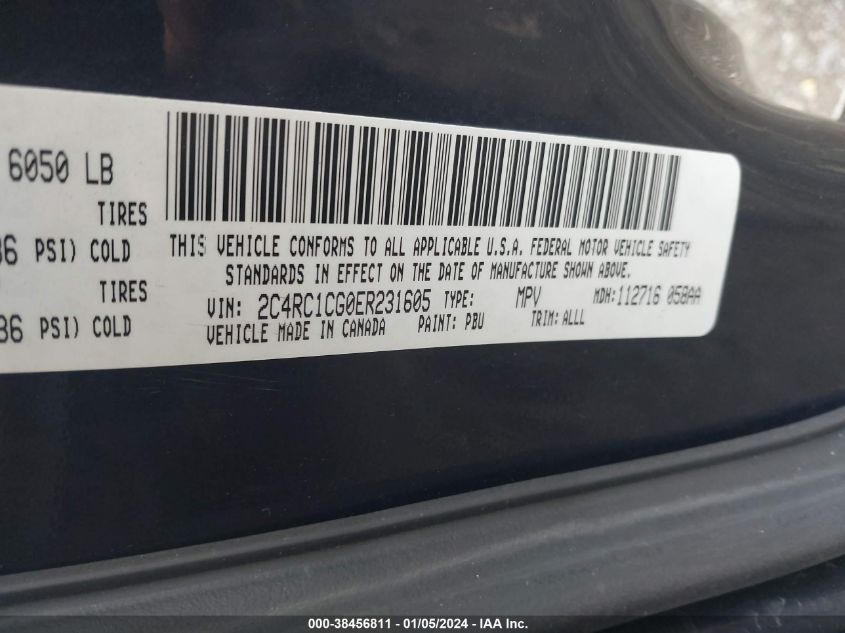 6050 LB
TIRES
36 PSI) COLD
TIRES
36 PSI) COLD
THIS VEHICLE CONFORMS TO ALL APPLICABLE U.S.A. FEDERAL MOTOR VEHICLE SAFETY
STANDARDS IN EFFECT ON THE DATE OF MANUFACTURE SHOWN ABOVE.
VIN: 2C4RC1CG0ER231605 TYPE: MPV MDH:112716 058AA
VEHICLE MADE IN CANADA PAINT: PBU TRIM: ALLL
000-38456811 - 01/05/2024 - IAA Inc.